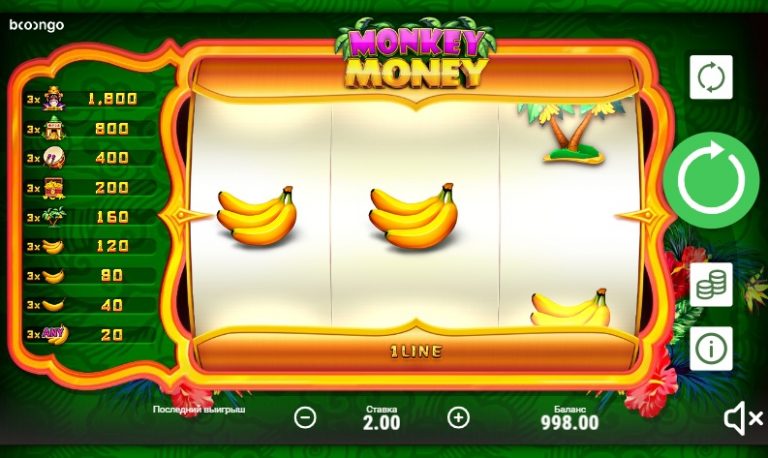 booongo
MONKEY
MONEY
3x 1,800
3x 800
3x 400
3x 200
3x 160
3x 120
3x 80
3x 40
3x ANY 20
1 LINE
Последний выигрыш
Ставка
2.00
Баланс
998.00